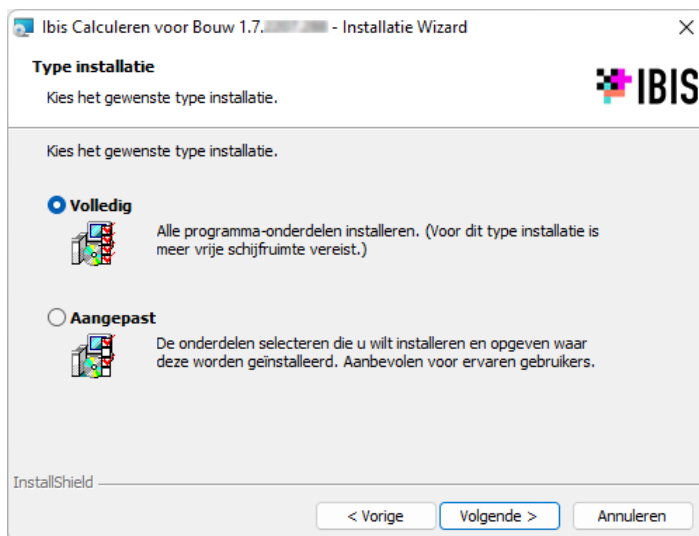 Ibis Calculeren voor Bouw 1.7. - Installatie Wizard
Type installatie
Kies het gewenste type installatie.
IBIS
Kies het gewenste type installatie.
Volledig
Alle programma-onderdelen installeren. (Voor dit type installatie is
meer vrije schijfruimte vereist.)
Aangepast
De onderdelen selecteren die u wilt installeren en opgeven waar
deze worden geïnstalleerd. Aanbevolen voor ervaren gebruikers.
InstallShield
< Vorige
Volgende >
Annuleren